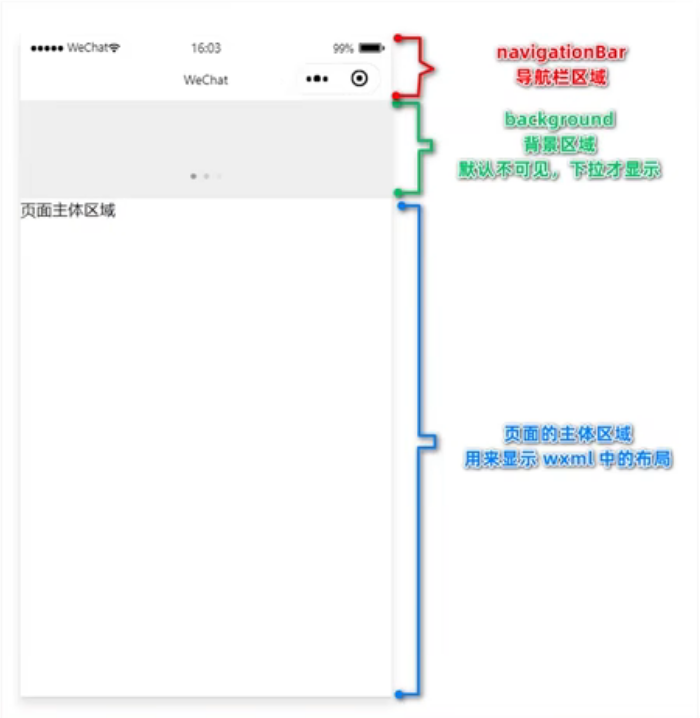 WeChat 16:03 99%
WeChat
页面主体区域
navigationBar
导航栏区域
background
背景区域
默认不可见，下拉才显示
页面的主体区域
用来显示 wxml 中的布局